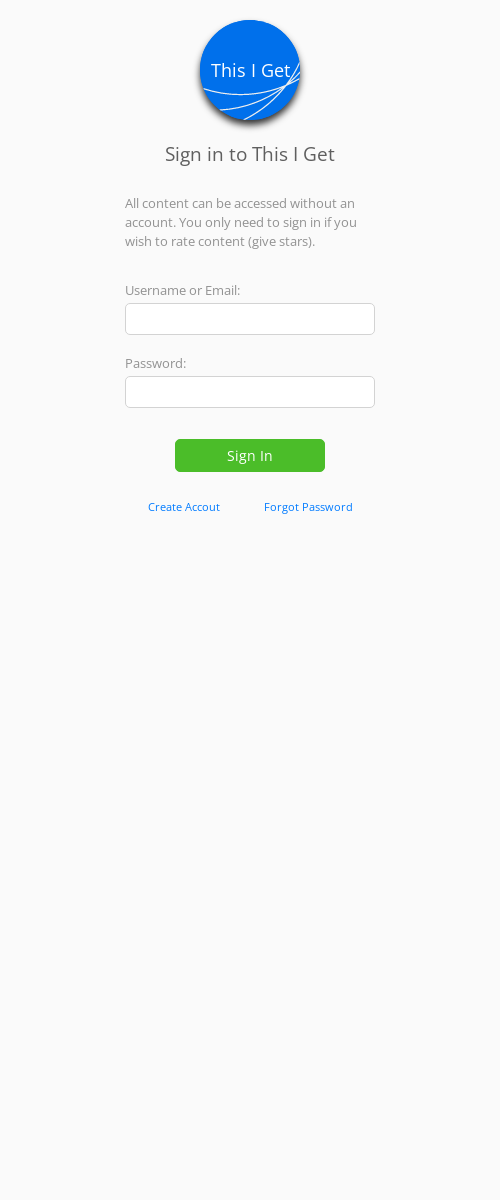 This I Get
Sign in to This I Get
All content can be accessed without an
account. You only need to sign in if you
wish to rate content (give stars).
Username or Email:
Password:
Sign In
Create Accout
Forgot Password